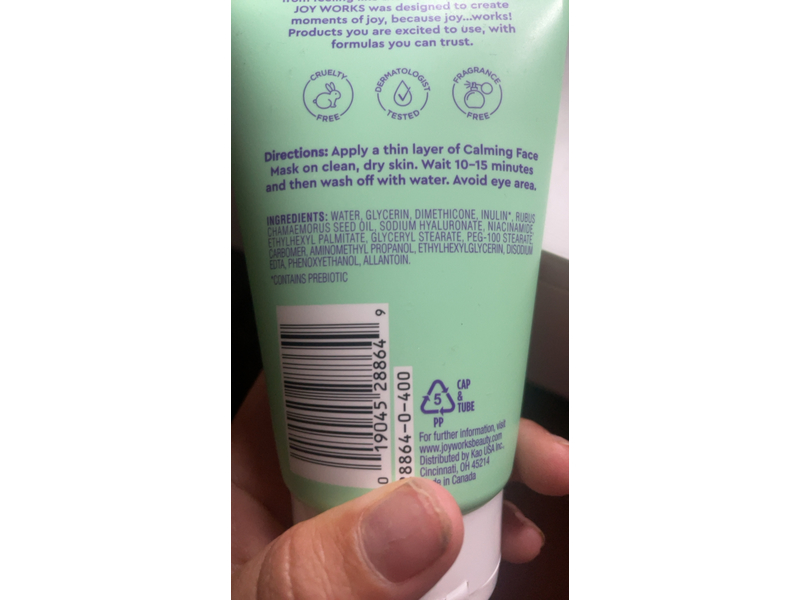 JOY WORKS was designed to create
moments of joy, because joy...works!
Products you are excited to use, with
formulas you can trust.
CRUELTY FREE
DERMATOLOGIST TESTED
FRAGRANCE FREE
Directions: Apply a thin layer of Calming Face
Mask on clean, dry skin. Wait 10-15 minutes
and then wash off with water. Avoid eye area.
INGREDIENTS: WATER, GLYCERIN, DIMETHICONE, INULIN*, RUBUS
CHAMAEMORUS SEED OIL, SODIUM HYALURONATE, NIACINAMIDE,
ETHYLHEXYL PALMITATE, GLYCERYL STEARATE, PEG-100 STEARATE,
CARBOMER, AMINOMETHYL PROPANOL, ETHYLHEXYLGLYCERIN, DISODIUM
EDTA, PHENOXYETHANOL, ALLANTOIN.
*CONTAINS PREBIOTIC
0 19045 28864 9
8864-0-400
5
PP
CAP
&
TUBE
For further information, visit
www.joyworksbeauty.com
Distributed by Kao USA Inc.
Cincinnati, OH 45214
in Canada